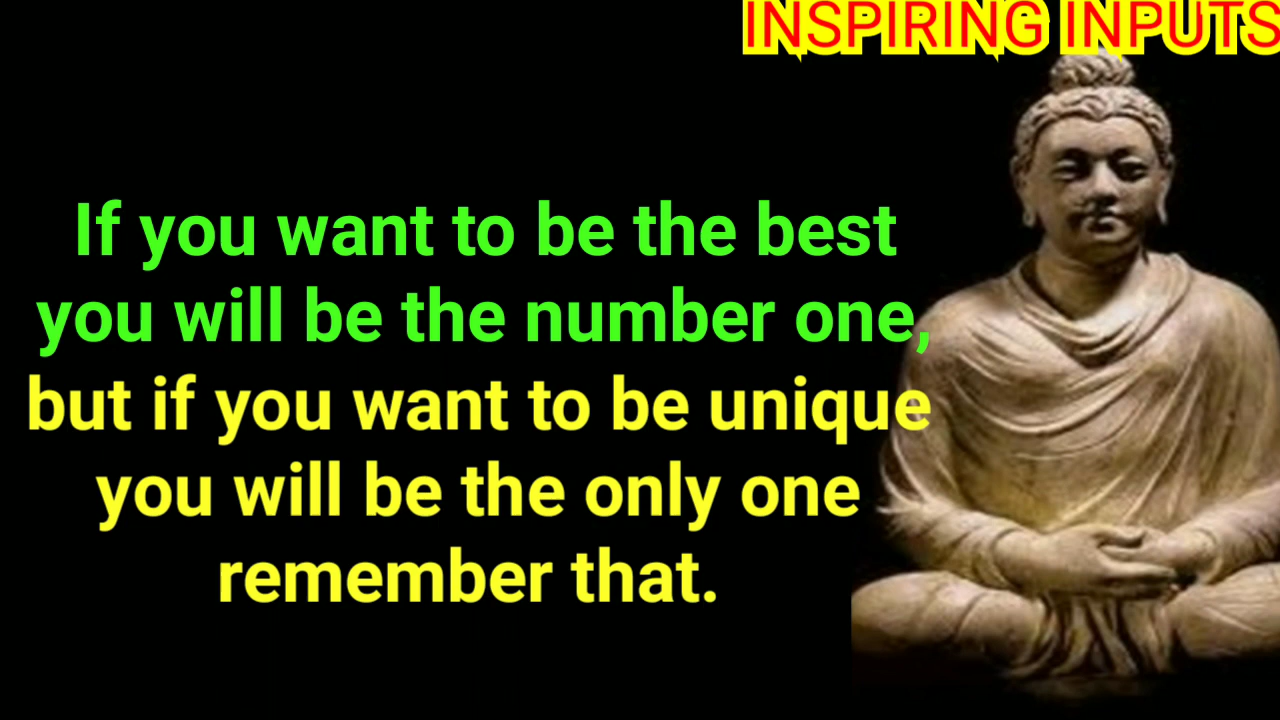 INSPIRING INPUTS
If you want to be the best
you will be the number one,
but if you want to be unique
you will be the only one
remember that.